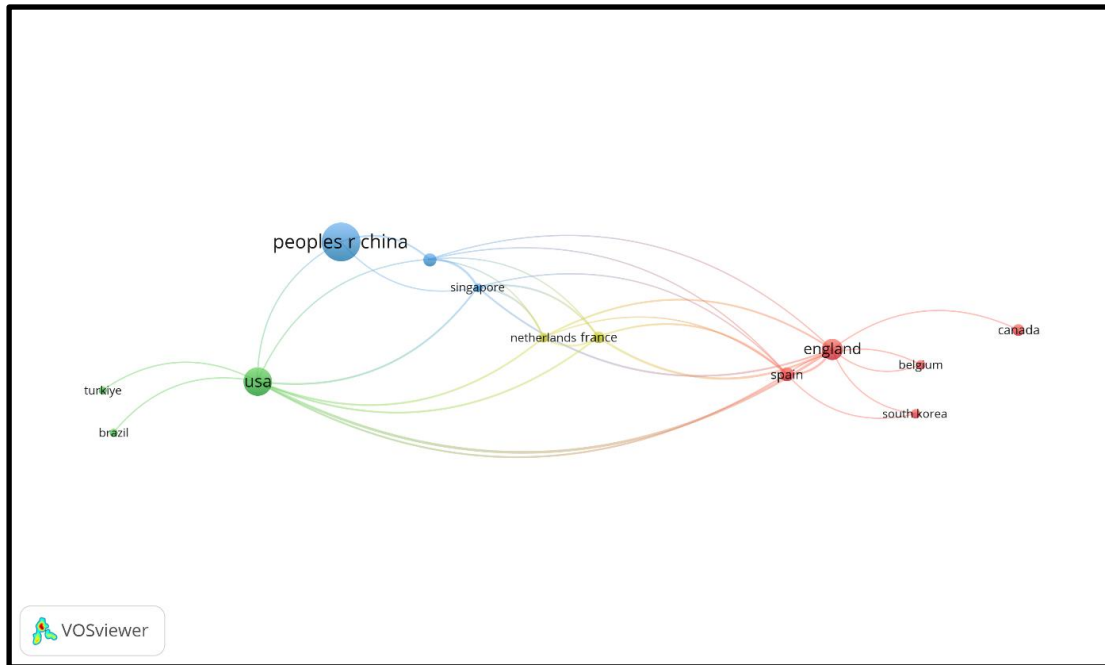 peoples r china
singapore
netherlands
france
canada
england
belgium
spain
usa
turkiye
south korea
brazil
VOSviewer